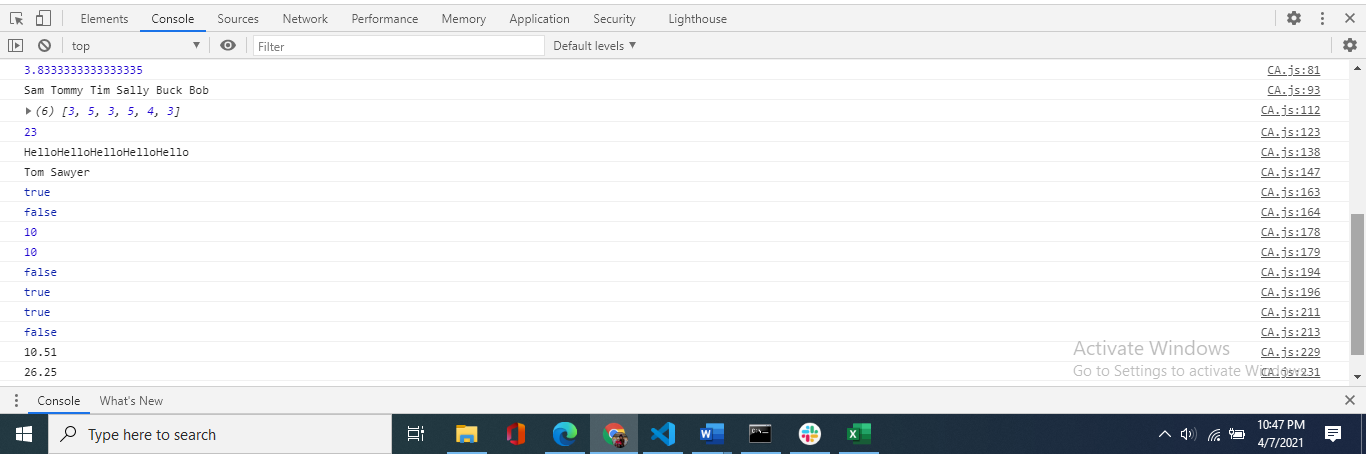 Elements Console Sources Network Performance Memory Application Security Lighthouse
top Filter Default levels
3.8333333333333335 CA.js:81
Sam Tommy Tim Sally Buck Bob CA.js:93
(6) [3, 5, 3, 5, 4, 3] CA.js:112
23 CA.js:123
HelloHelloHelloHelloHello CA.js:138
Tom Sawyer CA.js:147
true CA.js:163
false CA.js:164
10 CA.js:178
10 CA.js:179
false CA.js:194
true CA.js:196
true CA.js:211
false CA.js:213
10.51 CA.js:229
26.25 CA.js:231
Activate Windows
Go to Settings to activate Windows.
Console What's New
Type here to search
10:47 PM
4/7/2021